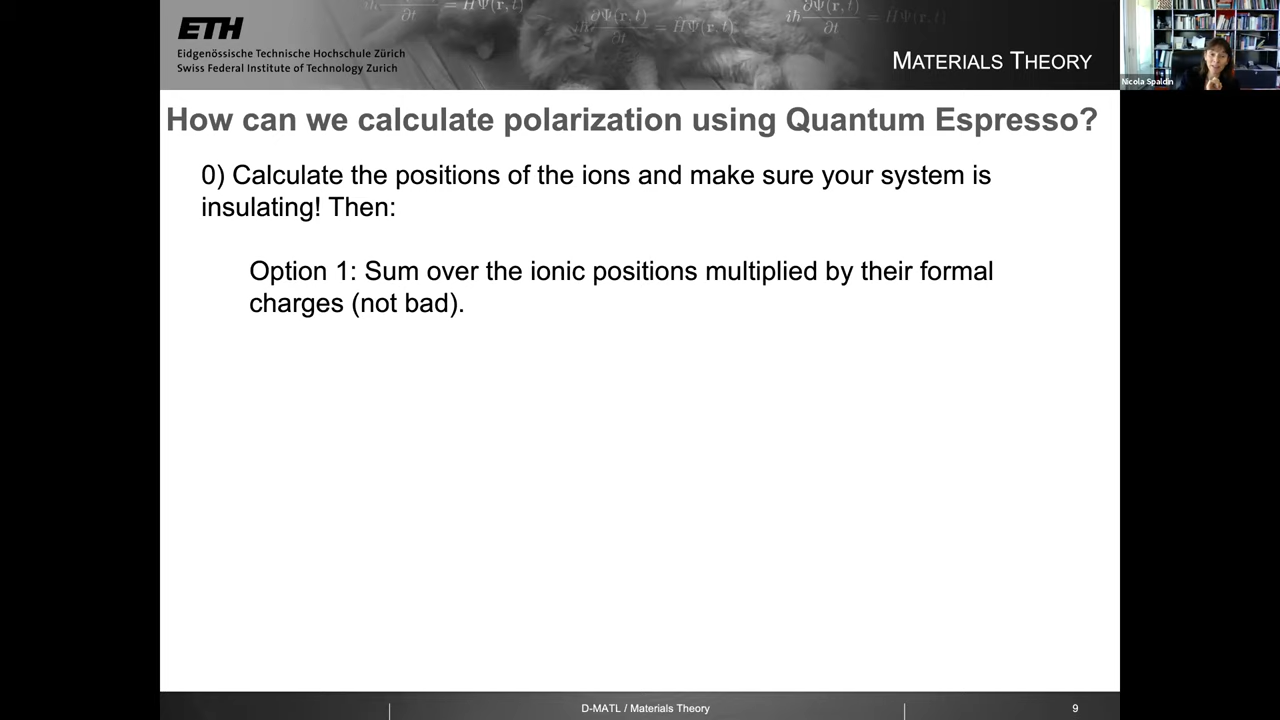 ETH
Eidgenössische Technische Hochschule Zürich
Swiss Federal Institute of Technology Zurich
MATERIALS THEORY
Nicola Spaldin
How can we calculate polarization using Quantum Espresso?
0) Calculate the positions of the ions and make sure your system is
insulating! Then:
Option 1: Sum over the ionic positions multiplied by their formal
charges (not bad).
D-MATL / Materials Theory
9